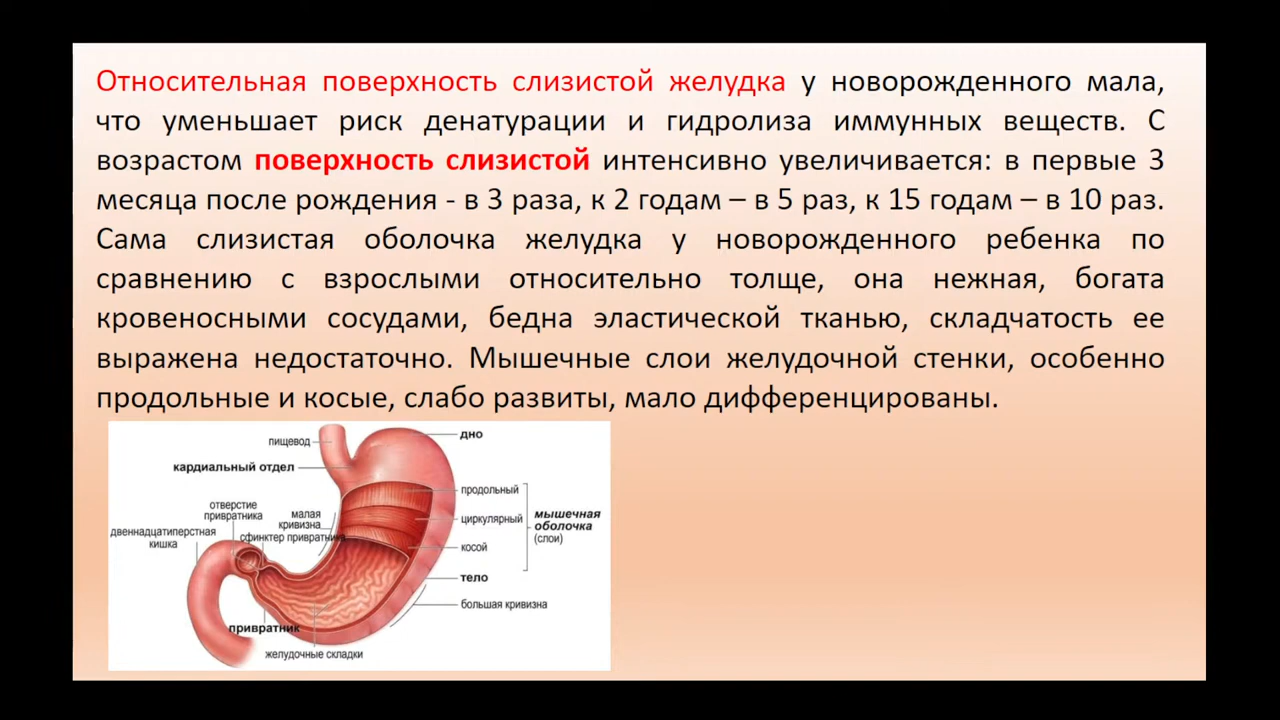 Относительная поверхность слизистой желудка у новорожденного мала,
что уменьшает риск денатурации и гидролиза иммунных веществ. С
возрастом поверхность слизистой интенсивно увеличивается: в первые 3
месяца после рождения - в 3 раза, к 2 годам – в 5 раз, к 15 годам – в 10 раз.
Сама слизистая оболочка желудка у новорожденного ребенка по
сравнению с взрослыми относительно толще, она нежная, богата
кровеносными сосудами, бедна эластической тканью, складчатость ее
выражена недостаточно. Мышечные слои желудочной стенки, особенно
продольные и косые, слабо развиты, мало дифференцированы.
пищевод
дно
кардиальный отдел
продольный
отверстие
привратника
малая
кривизна
мышечная
оболочка
(слои)
циркулярный
двеннадцатиперстная
кишка
сфинктер привратника
косой
тело
большая кривизна
привратник
желудочные складки